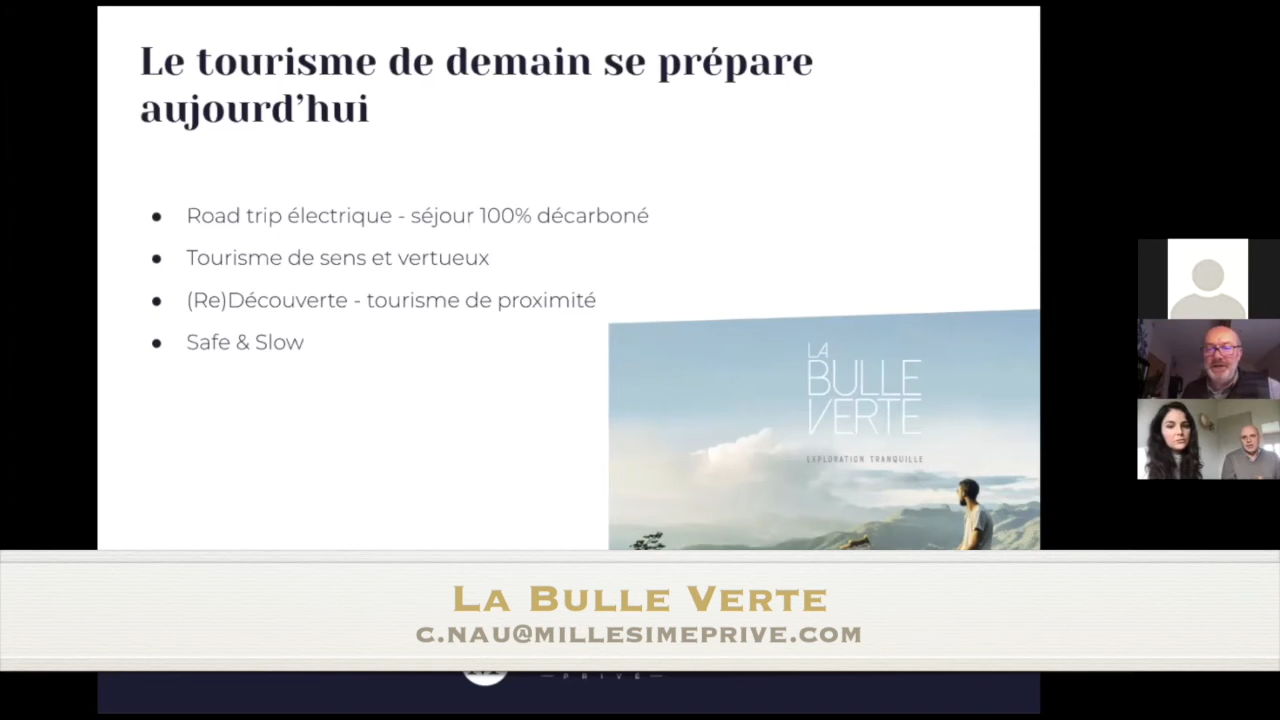 Le tourisme de demain se prépare
aujourd'hui
● Road trip électrique - séjour 100% décarboné
● Tourisme de sens et vertueux
● (Re)Découverte - tourisme de proximité
● Safe & Slow
LA
BULLE
VERTE
EXPLORATION TRANQUILLE
La Bulle Verte
C.NAU@MILLESIMEPRIVE.COM
PRIVÉ